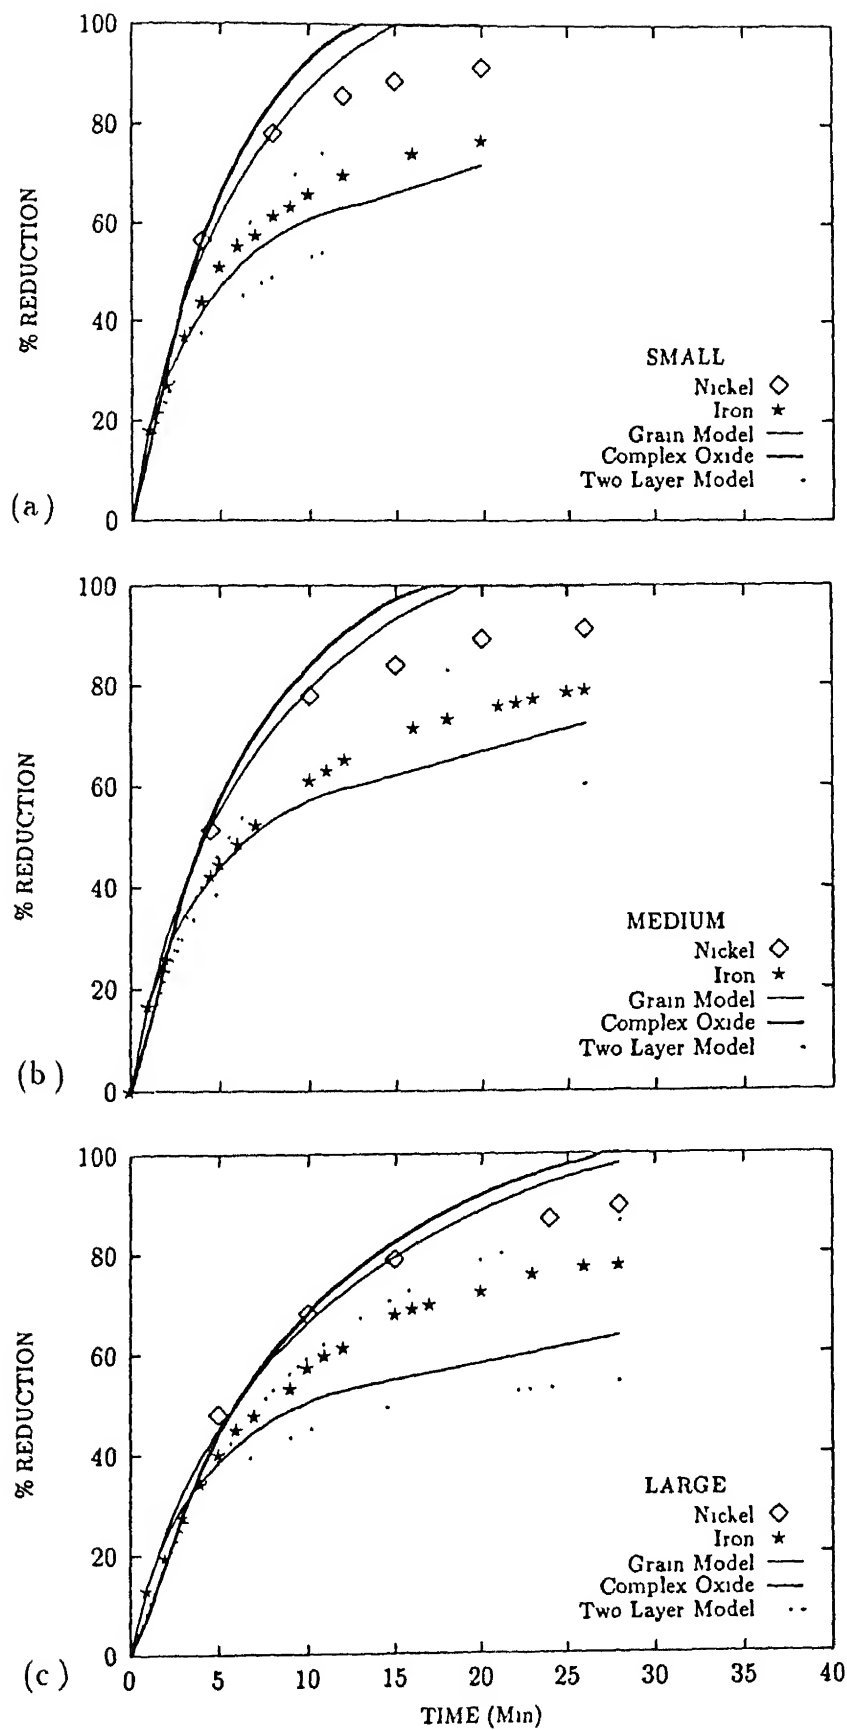 100
80
60
40
20
0
% REDUCTION
SMALL
Nickel
Iron
Grain Model
Complex Oxide
Two Layer Model
(a)
100
80
60
40
20
0
% REDUCTION
MEDIUM
Nickel
Iron
Grain Model
Complex Oxide
Two Layer Model
(b)
100
80
60
40
20
0
% REDUCTION
LARGE
Nickel
Iron
Grain Model
Complex Oxide
Two Layer Model
(c)
0 5 10 15 20 25 30 35 40
TIME (Min)